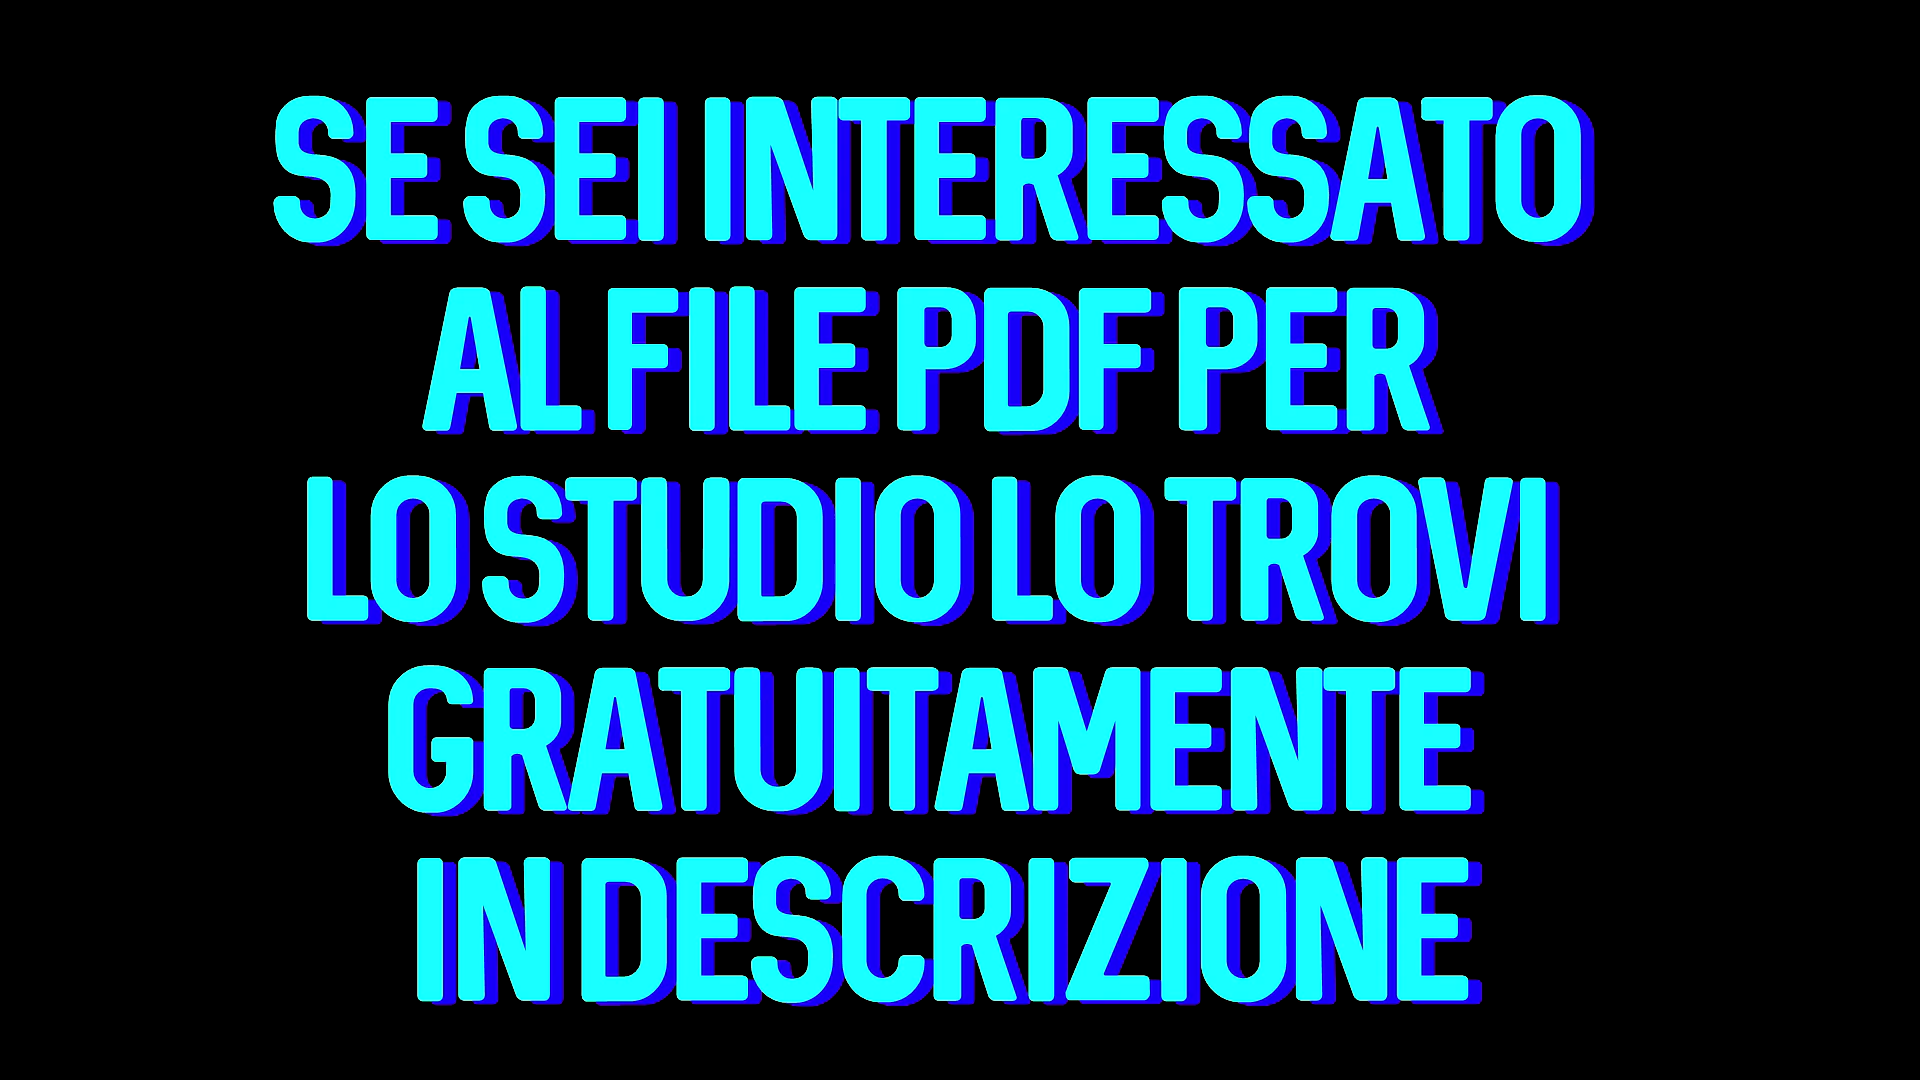 SE SEI INTERESSATO
AL FILE PDF PER
LO STUDIO LO TROVI
GRATUITAMENTE
IN DESCRIZIONE